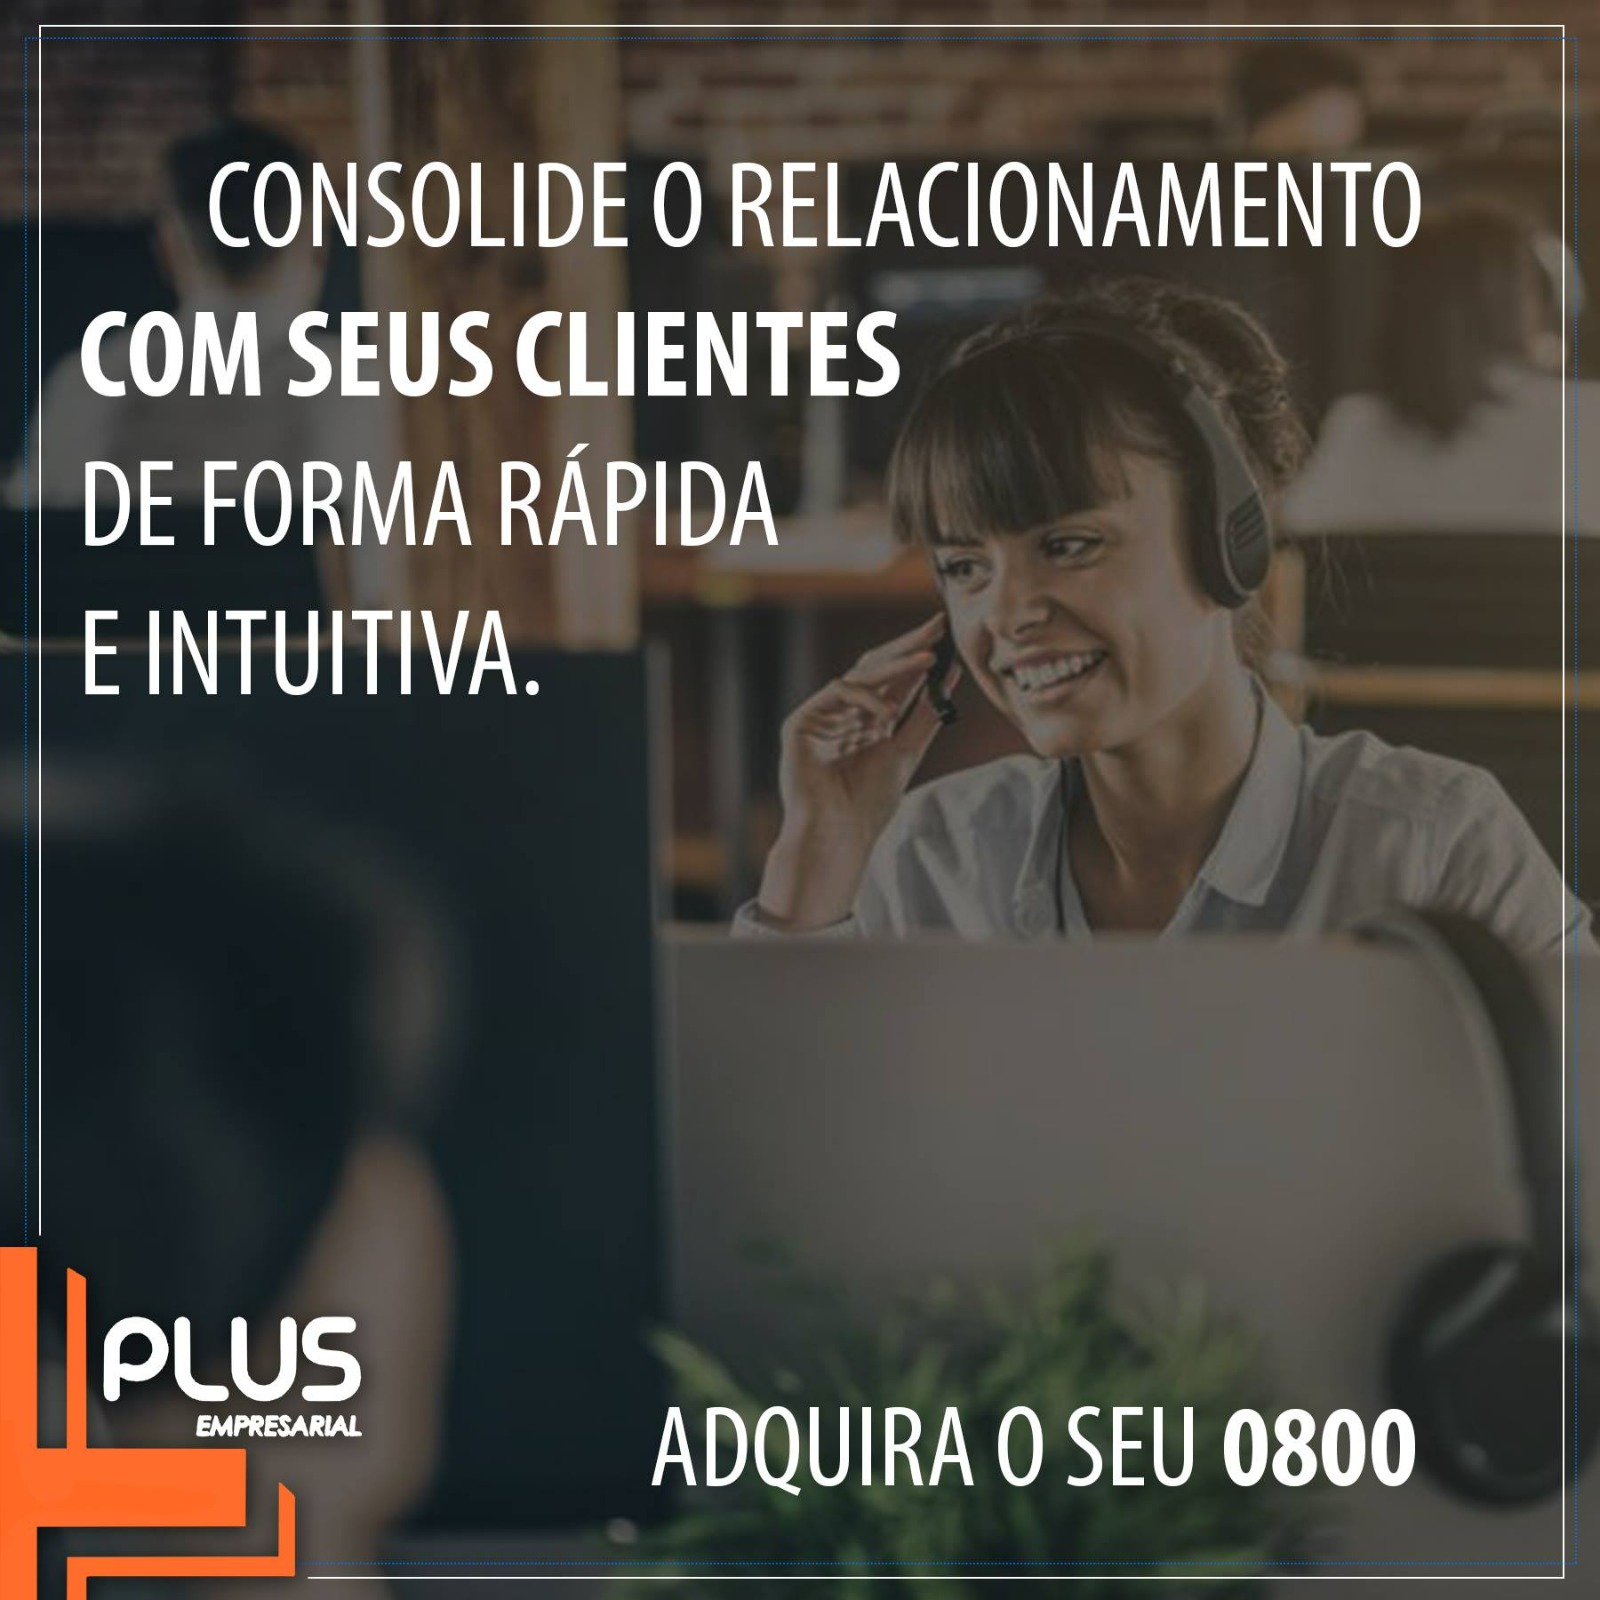 CONSOLIDE O RELACIONAMENTO
COM SEUS CLIENTES
DE FORMA RÁPIDA
E INTUITIVA.
PLUS
EMPRESARIAL
ADQUIRA O SEU 0800